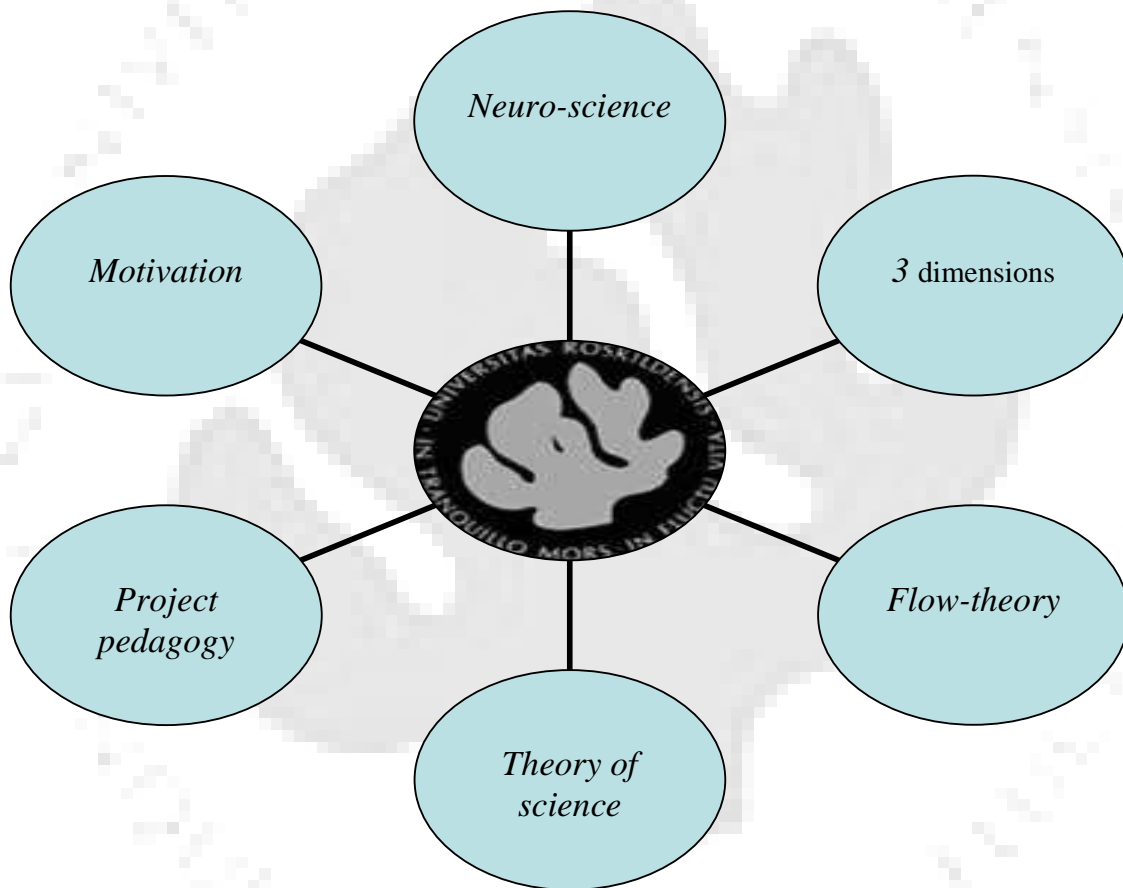 Neuro-science
Motivation
3 dimensions
IN TRANQUILLO MORS · IN FLUCTU VITA · UNIVERSITAS ROSKILDENSIS
Project
pedagogy
Flow-theory
Theory of
science